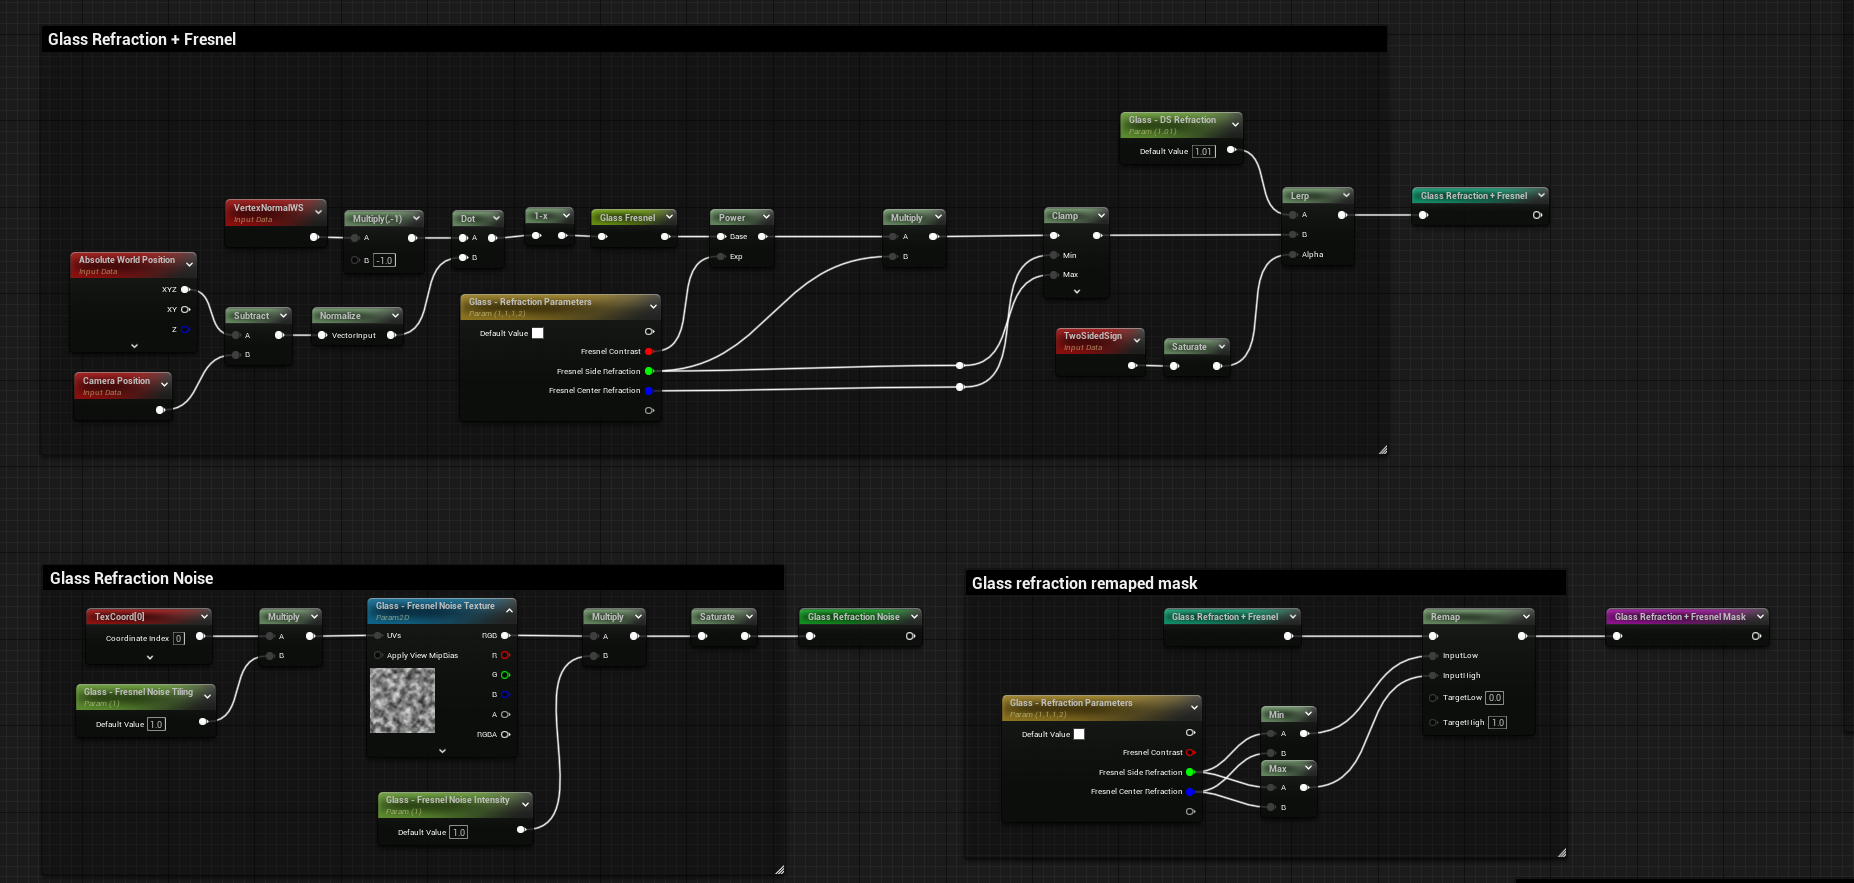 Glass Refraction + Fresnel
Glass - DS Refraction
Param (1.01)
Default Value 1.01
Lerp
A
B
Alpha
Glass Refraction + Fresnel
VertexNormalWS
Input Data
Multiply(,-1)
A
B -1.0
Dot
A
B
1-x
Glass Fresnel
Power
Base
Exp
Multiply
A
B
Clamp
Min
Max
Absolute World Position
Input Data
XYZ
XY
Z
Subtract
A
B
Normalize
VectorInput
Camera Position
Input Data
Glass - Refraction Parameters
Param (1,1,1,2)
Default Value
Fresnel Contrast
Fresnel Side Refraction
Fresnel Center Refraction
TwoSidedSign
Input Data
Saturate
Glass Refraction Noise
TexCoord[0]
Coordinate Index 0
Multiply
A
B
Glass - Fresnel Noise Texture
Param2D
UVs
RGB
Apply View MipBias
R
G
B
A
RGBA
Multiply
A
B
Saturate
Glass Refraction Noise
Glass - Fresnel Noise Tiling
Param (1)
Default Value 1.0
Glass - Fresnel Noise Intensity
Param (1)
Default Value 1.0
Glass refraction remaped mask
Glass Refraction + Fresnel
Remap
InputLow
InputHigh
TargetLow 0.0
TargetHigh 1.0
Glass Refraction + Fresnel Mask
Glass - Refraction Parameters
Param (1,1,1,2)
Default Value
Fresnel Contrast
Fresnel Side Refraction
Fresnel Center Refraction
Min
A
B
Max
A
B